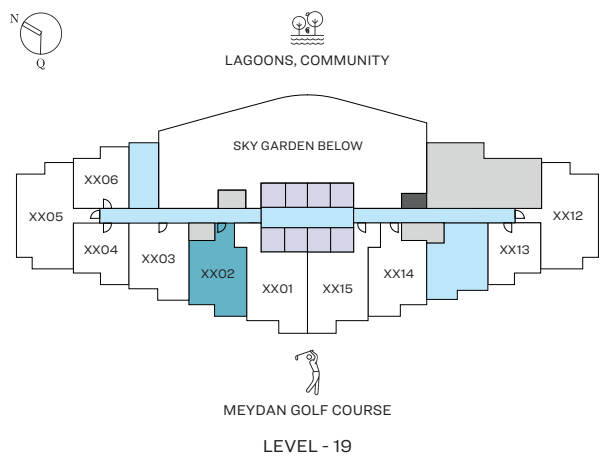 N
Q
LAGOONS, COMMUNITY
SKY GARDEN BELOW
XX06
XX05
XX12
XX04
XX03
XX13
XX02
XX14
XX01
XX15
MEYDAN GOLF COURSE
LEVEL - 19